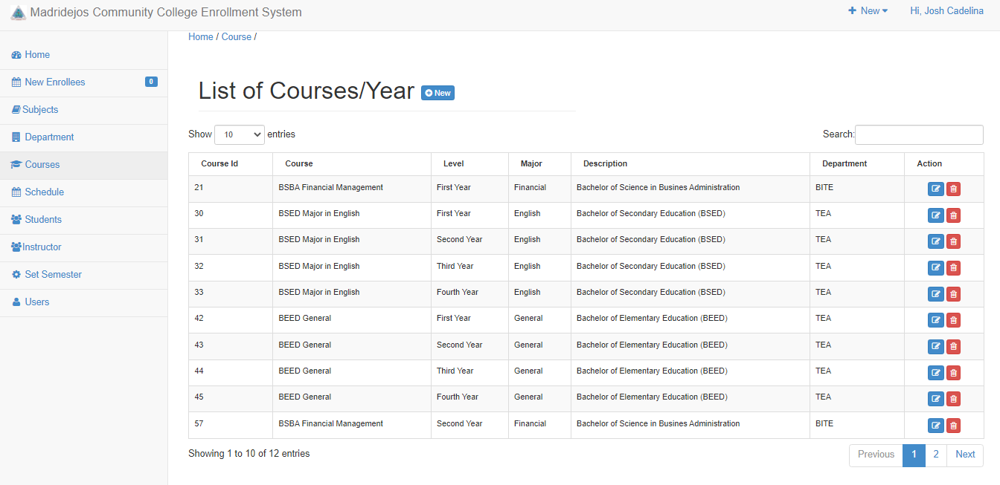 Madridejos Community College Enrollment System
New
Hi, Josh Cadelina
Home
New Enrollees 0
Subjects
Department
Courses
Schedule
Students
Instructor
Set Semester
Users
Home / Course /
List of Courses/Year New
Show 10 entries
Search:
Course Id Course Level Major Description Department Action
21 BSBA Financial Management First Year Financial Bachelor of Science in Busines Administration BITE
30 BSED Major in English First Year English Bachelor of Secondary Education (BSED) TEA
31 BSED Major in English Second Year English Bachelor of Secondary Education (BSED) TEA
32 BSED Major in English Third Year English Bachelor of Secondary Education (BSED) TEA
33 BSED Major in English Fourth Year English Bachelor of Secondary Education (BSED) TEA
42 BEED General First Year General Bachelor of Elementary Education (BEED) TEA
43 BEED General Second Year General Bachelor of Elementary Education (BEED) TEA
44 BEED General Third Year General Bachelor of Elementary Education (BEED) TEA
45 BEED General Fourth Year General Bachelor of Elementary Education (BEED) TEA
57 BSBA Financial Management Second Year Financial Bachelor of Science in Busines Administration BITE
Showing 1 to 10 of 12 entries
Previous 1 2 Next